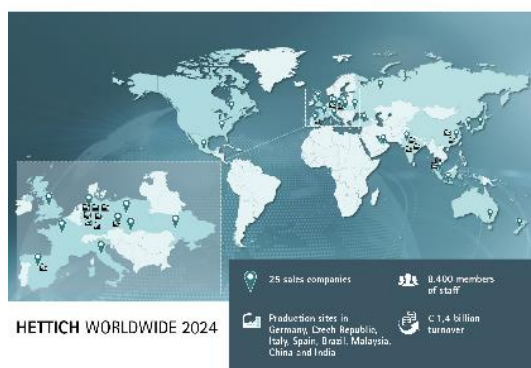 25 sales companies
8.400 members
of staff
Production sites in
Germany, Czech Republic,
Italy, Spain, Brazil, Malaysia,
China and India
€ 1,4 billion
turnover
HETTICH WORLDWIDE 2024